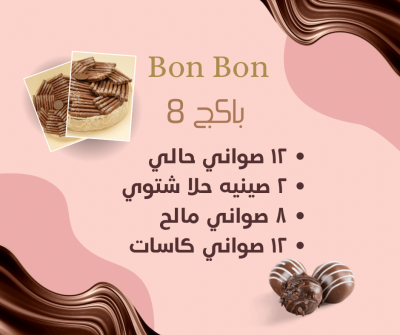 Bon Bon
باكج 8
• ١٢ صواني حالي
• ٢ صينيه حلا شتوي
• ٨ صواني مالح
• ١٢ صواني كاسات